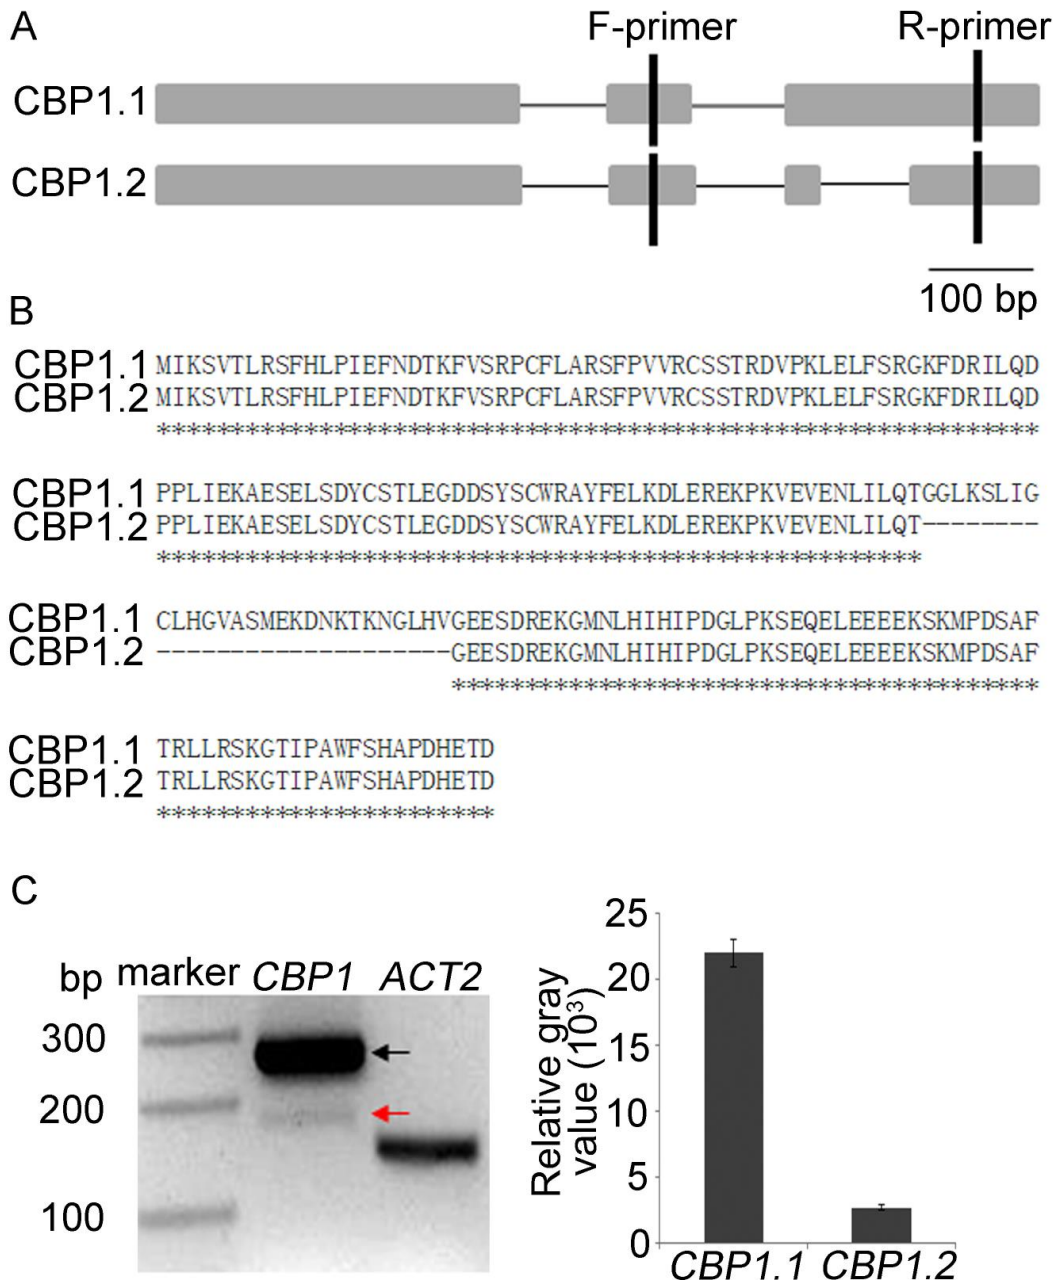 A
F-primer R-primer
CBP1.1
CBP1.2
100 bp
B
CBP1.1 MIKSVTLRSFHLPIEFNDTKFVSRPCFLARSFPVVRCSSTRDVPKLELFSRGKFDRILQD
CBP1.2 MIKSVTLRSFHLPIEFNDTKFVSRPCFLARSFPVVRCSSTRDVPKLELFSRGKFDRILQD
************************************************************
CBP1.1 PPLIEKAESELSDYCSTLEGDDSYSCWRAYFELKDLEREKPKVEVENLILQTGGLKSLIG
CBP1.2 PPLIEKAESELSDYCSTLEGDDSYSCWRAYFELKDLEREKPKVEVENLILQT--------
****************************************************
CBP1.1 CLHGVASMEKDNKTKNGLHVGEESDREKGMNLHIHIPDGLPKSEQELEEEEKSKMPDSAF
CBP1.2 --------------------GEESDREKGMNLHIHIPDGLPKSEQELEEEEKSKMPDSAF
****************************************
CBP1.1 TRLLRSKGTIPAWFSHAPDHETD
CBP1.2 TRLLRSKGTIPAWFSHAPDHETD
***********************
C
bp marker CBP1 ACT2
300
200
100
Relative gray
value (10³)
25
20
15
10
5
0
CBP1.1 CBP1.2